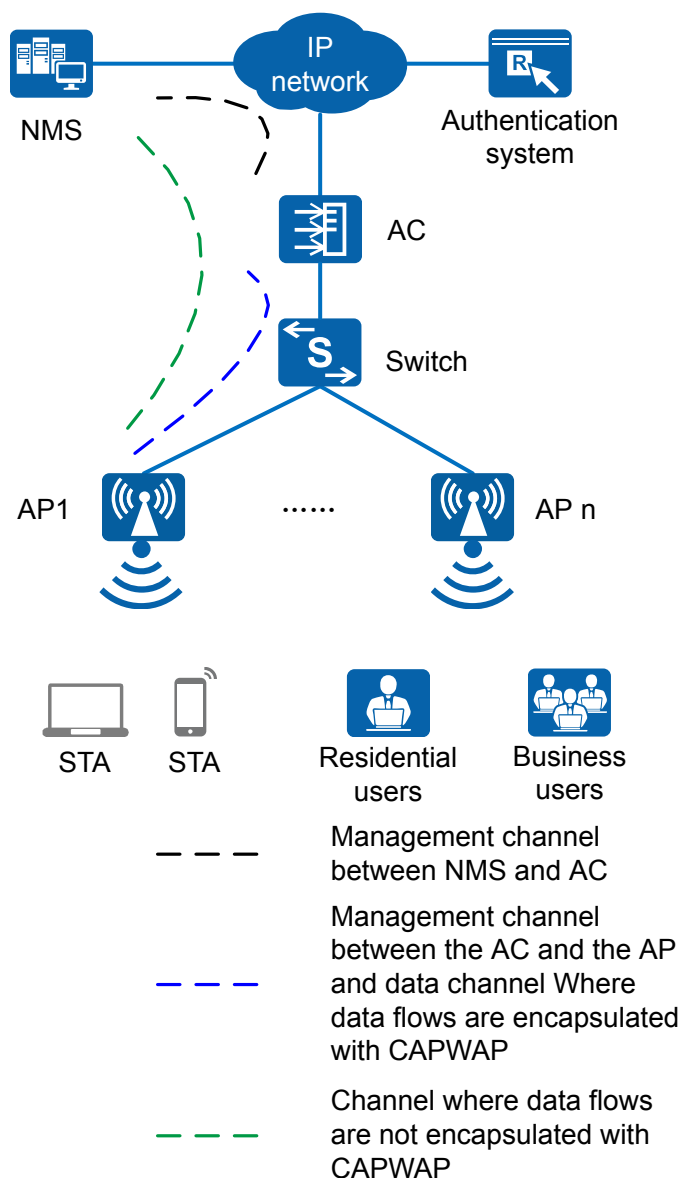 IP
network
NMS
R
Authentication
system
AC
S
Switch
AP1
......
AP n
STA
STA
Residential
users
Business
users
Management channel
between NMS and AC
Management channel
between the AC and the AP
and data channel Where
data flows are encapsulated
with CAPWAP
Channel where data flows
are not encapsulated with
CAPWAP